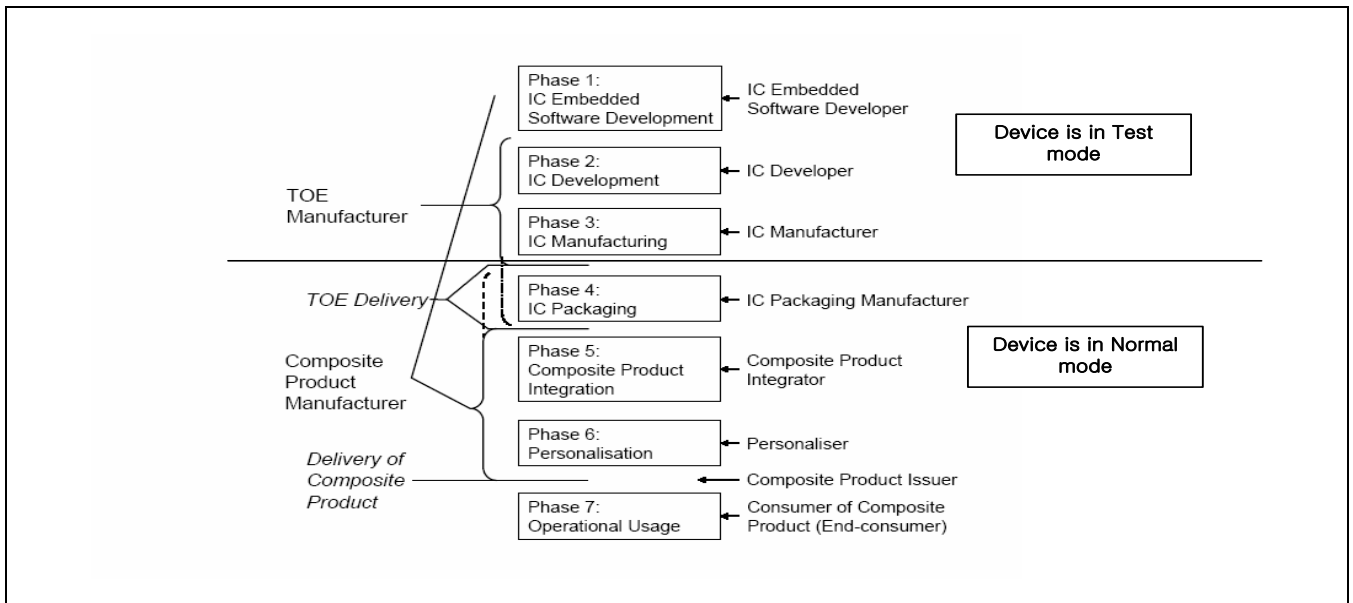 Phase 1:
IC Embedded
Software Development
IC Embedded
Software Developer
Device is in Test
mode
Phase 2:
IC Development
IC Developer
TOE
Manufacturer
Phase 3:
IC Manufacturing
IC Manufacturer
TOE Delivery
Phase 4:
IC Packaging
IC Packaging Manufacturer
Device is in Normal
mode
Composite
Product
Manufacturer
Phase 5:
Composite Product
Integration
Composite Product
Integrator
Phase 6:
Personalisation
Personaliser
Delivery of
Composite
Product
Composite Product Issuer
Phase 7:
Operational Usage
Consumer of Composite
Product (End-consumer)